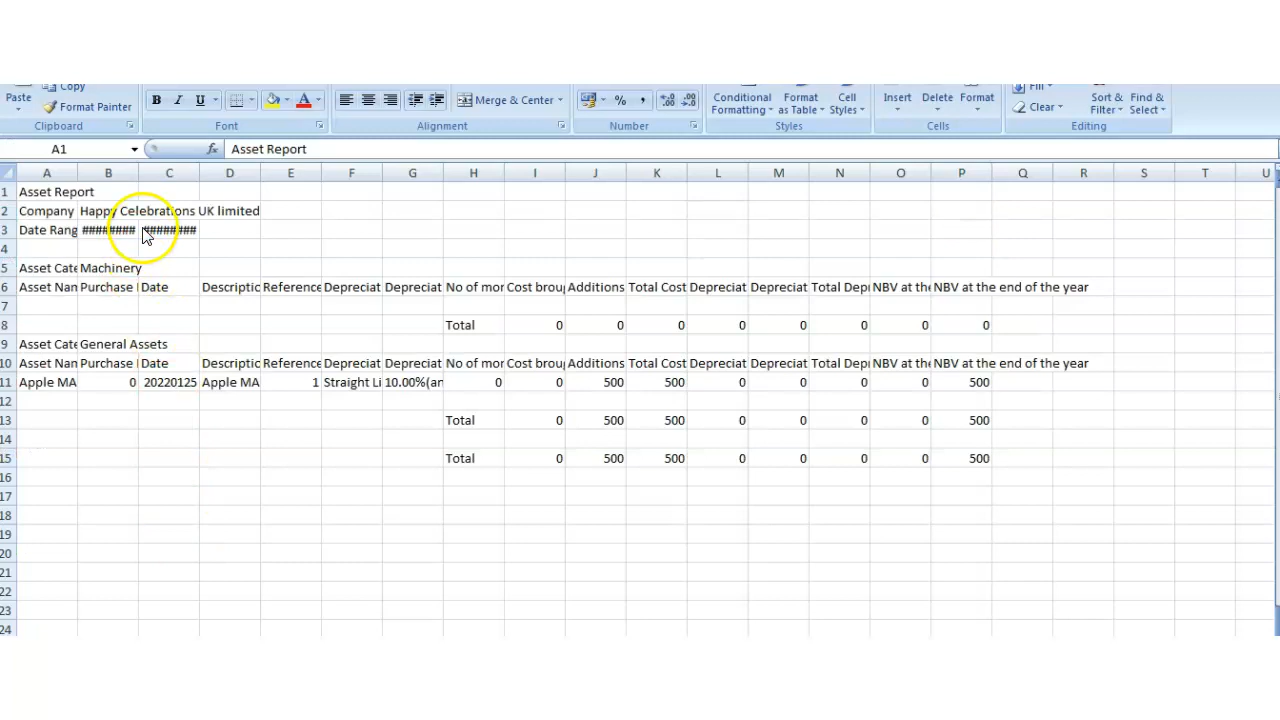 Copy
Paste
Format Painter
B I U A
Merge & Center
% ,
Conditional Formatting
Format as Table
Cell Styles
Insert
Delete
Format
Fill
Clear
Sort & Filter
Find &
Clipboard Font Alignment Number Styles Cells Editing
A1 fx Asset Report
A B C D E F G H I J K L M N O P Q R S T U
1 Asset Report
2 Company Happy Celebrations UK limited
3 Date Rang ######## ########
4
5 Asset Cate Machinery
6 Asset Nan Purchase Date Descriptic Reference Depreciat Depreciat No of mor Cost broug Additions Total Cost Depreciat Depreciat Total Depr NBV at the NBV at the end of the year
7
8 Total 0 0 0 0 0 0 0 0
9 Asset Cate General Assets
10 Asset Nan Purchase Date Descriptic Reference Depreciat Depreciat No of mor Cost broug Additions Total Cost Depreciat Depreciat Total Depr NBV at the NBV at the end of the year
11 Apple MA 0 20220125 Apple MA 1 Straight Li 10.00%(an 0 0 500 500 0 0 0 0 500
12
13 Total 0 500 500 0 0 0 0 500
14
15 Total 0 500 500 0 0 0 0 500
16
17
18
19
20
21
22
23
24